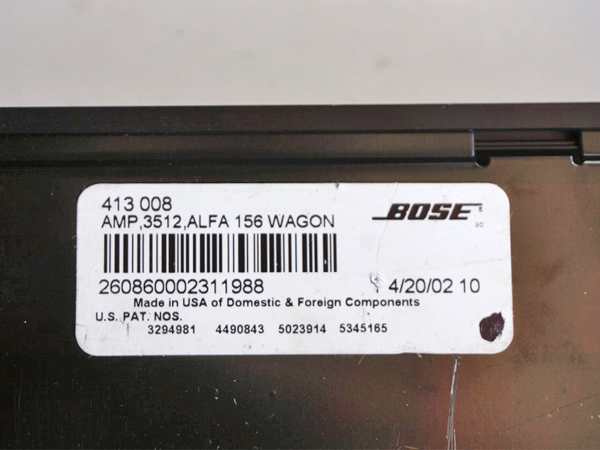 413 008
BOSE
AMP,3512,ALFA 156 WAGON
260860002311988
4/20/02 10
Made in USA of Domestic & Foreign Components
U.S. PAT. NOS.
3294981 4490843 5023914 5345165